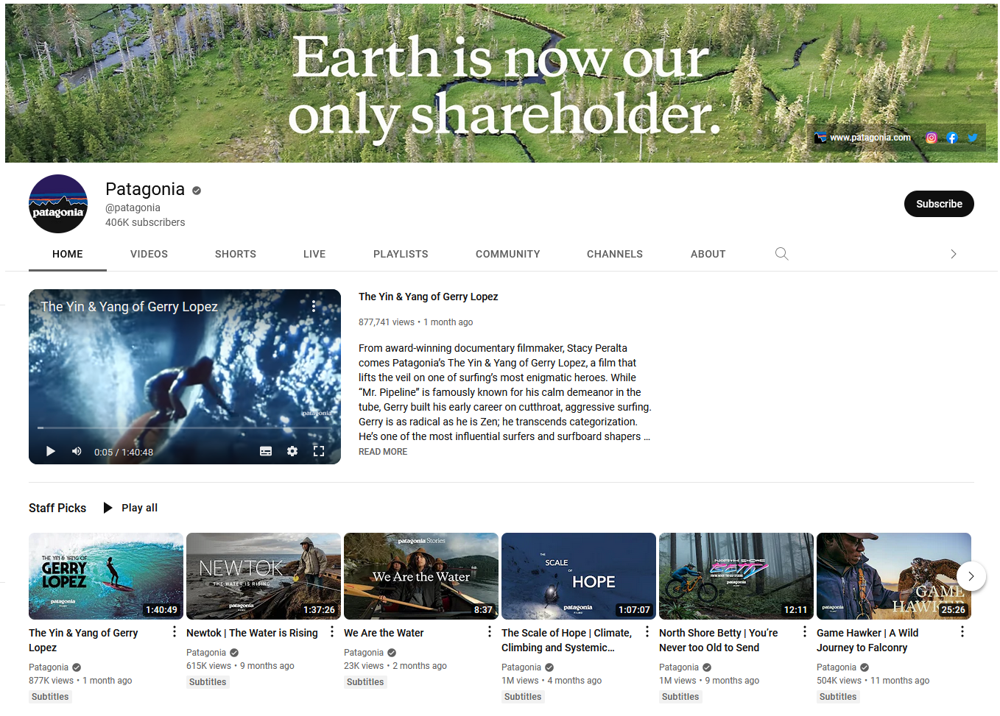 Earth is now our
only shareholder.
www.patagonia.com
patagonia
Patagonia
@patagonia
406K subscribers
Subscribe
HOME
VIDEOS
SHORTS
LIVE
PLAYLISTS
COMMUNITY
CHANNELS
ABOUT
The Yin & Yang of Gerry Lopez
patagonia
0:05 / 1:40:48
The Yin & Yang of Gerry Lopez
877,741 views • 1 month ago
From award-winning documentary filmmaker, Stacy Peralta
comes Patagonia’s The Yin & Yang of Gerry Lopez, a film that
lifts the veil on one of surfing’s most enigmatic heroes. While
“Mr. Pipeline” is famously known for his calm demeanor in the
tube, Gerry built his early career on cutthroat, aggressive surfing.
Gerry is as radical as he is Zen; he transcends categorization.
He’s one of the most influential surfers and surfboard shapers ...
READ MORE
Staff Picks
Play all
THE YIN & YANG OF
GERRY
LOPEZ
patagonia
FILMS
1:40:49
The Yin & Yang of Gerry
Lopez
Patagonia
877K views • 1 month ago
Subtitles
NEWTOK
THE WATER IS RISING
patagonia
FILMS
1:37:26
Newtok | The Water is Rising
Patagonia
615K views • 9 months ago
Subtitles
patagonia Stories
We Are the Water
8:37
We Are the Water
Patagonia
23K views • 2 months ago
Subtitles
THE
SCALE
OF
HOPE
patagonia
FILMS
1:07:07
The Scale of Hope | Climate,
Climbing and Systemic...
Patagonia
1M views • 4 months ago
Subtitles
NORTH SHORE
BETTY
patagonia
FILMS
12:11
North Shore Betty | You’re
Never too Old to Send
Patagonia
1M views • 9 months ago
Subtitles
GAME
HAWKER
patagonia
FILMS
25:26
Game Hawker | A Wild
Journey to Falconry
Patagonia
504K views • 11 months ago
Subtitles